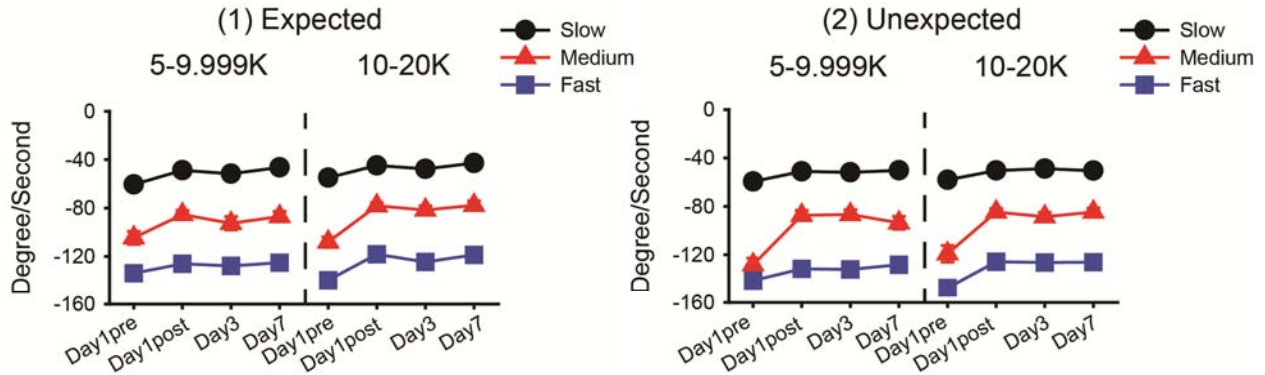 (1) Expected
Slow
Medium
Fast
5-9.999K
10-20K
Degree/Second
0
-40
-80
-120
-160
Day1pre
Day1post
Day3
Day7
Day1pre
Day1post
Day3
Day7
(2) Unexpected
Slow
Medium
Fast
5-9.999K
10-20K
Degree/Second
0
-40
-80
-120
-160
Day1pre
Day1post
Day3
Day7
Day1pre
Day1post
Day3
Day7